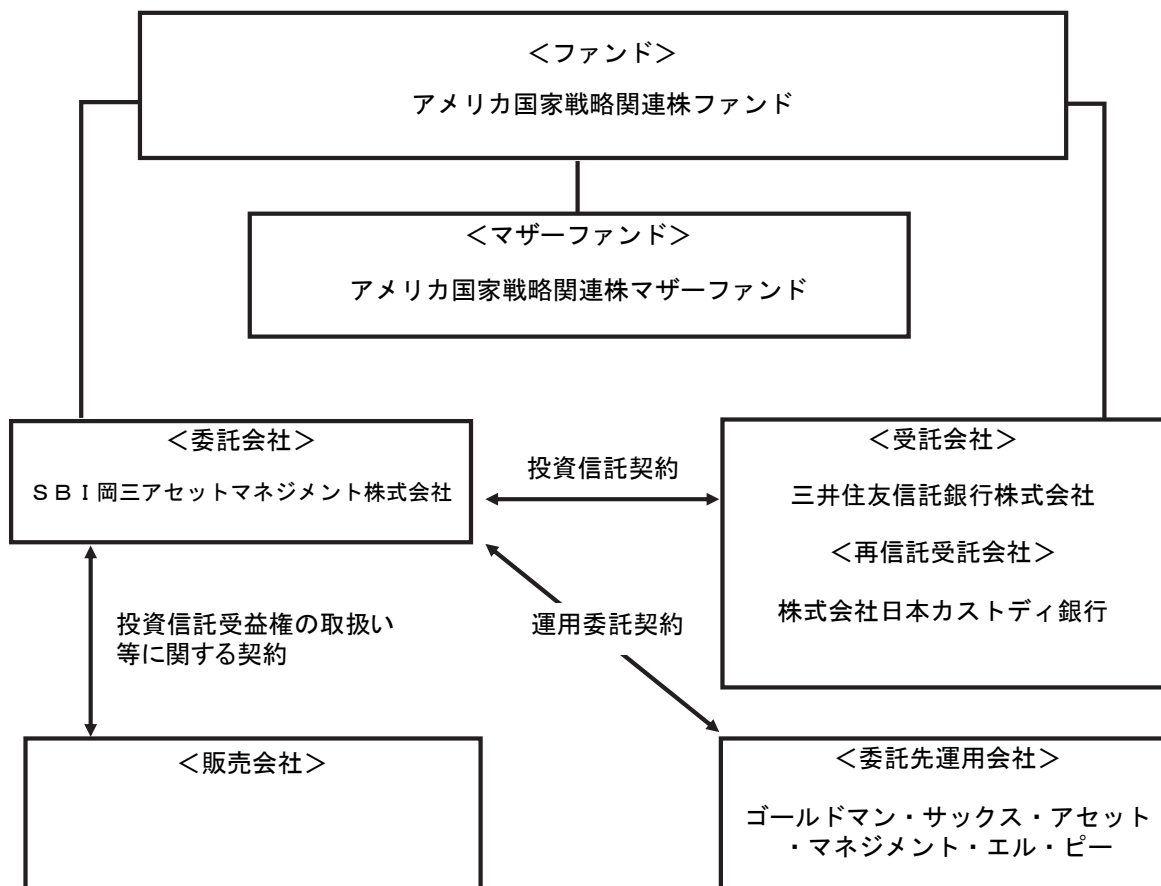 ＜ファンド＞
アメリカ国家戦略関連株ファンド
＜マザーファンド＞
アメリカ国家戦略関連株マザーファンド
＜委託会社＞
ＳＢＩ岡三アセットマネジメント株式会社
投資信託契約
＜受託会社＞
三井住友信託銀行株式会社
＜再信託受託会社＞
株式会社日本カストディ銀行
投資信託受益権の取扱い
等に関する契約
運用委託契約
＜販売会社＞
＜委託先運用会社＞
ゴールドマン・サックス・アセット
・マネジメント・エル・ピー